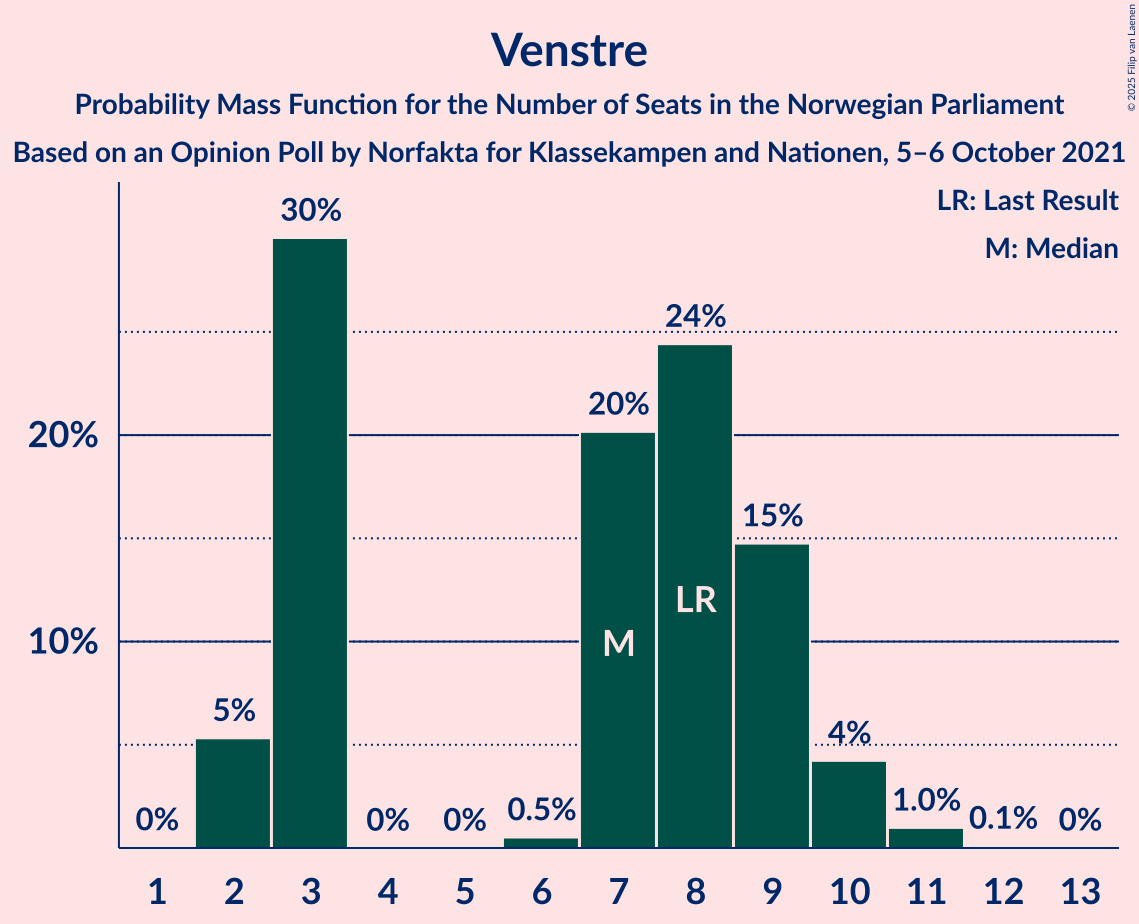 © 2025 Filip van Laenen
Venstre
Probability Mass Function for the Number of Seats in the Norwegian Parliament
Based on an Opinion Poll by Norfakta for Klassekampen and Nationen, 5–6 October 2021
LR: Last Result
M: Median
20%
10%
0%
5%
30%
0%
0%
0.5%
20%
24%
15%
4%
1.0%
0.1%
0%
M
LR
1 2 3 4 5 6 7 8 9 10 11 12 13